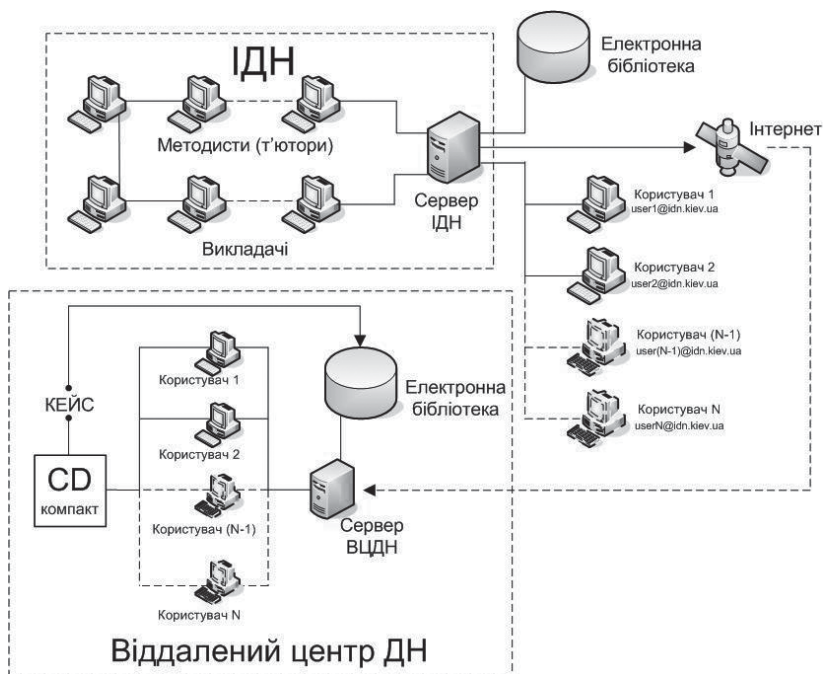 ІДН
Методисти (т'ютори)
Викладачі
Сервер
ІДН
Електронна
бібліотека
Інтернет
Користувач 1
user1@idn.kiev.ua
Користувач 2
user2@idn.kiev.ua
Користувач (N-1)
user(N-1)@idn.kiev.ua
Користувач N
userN@idn.kiev.ua
КЕЙС
CD
компакт
Користувач 1
Користувач 2
Користувач (N-1)
Користувач N
Електронна
бібліотека
Сервер
ВЦДН
Віддалений центр ДН